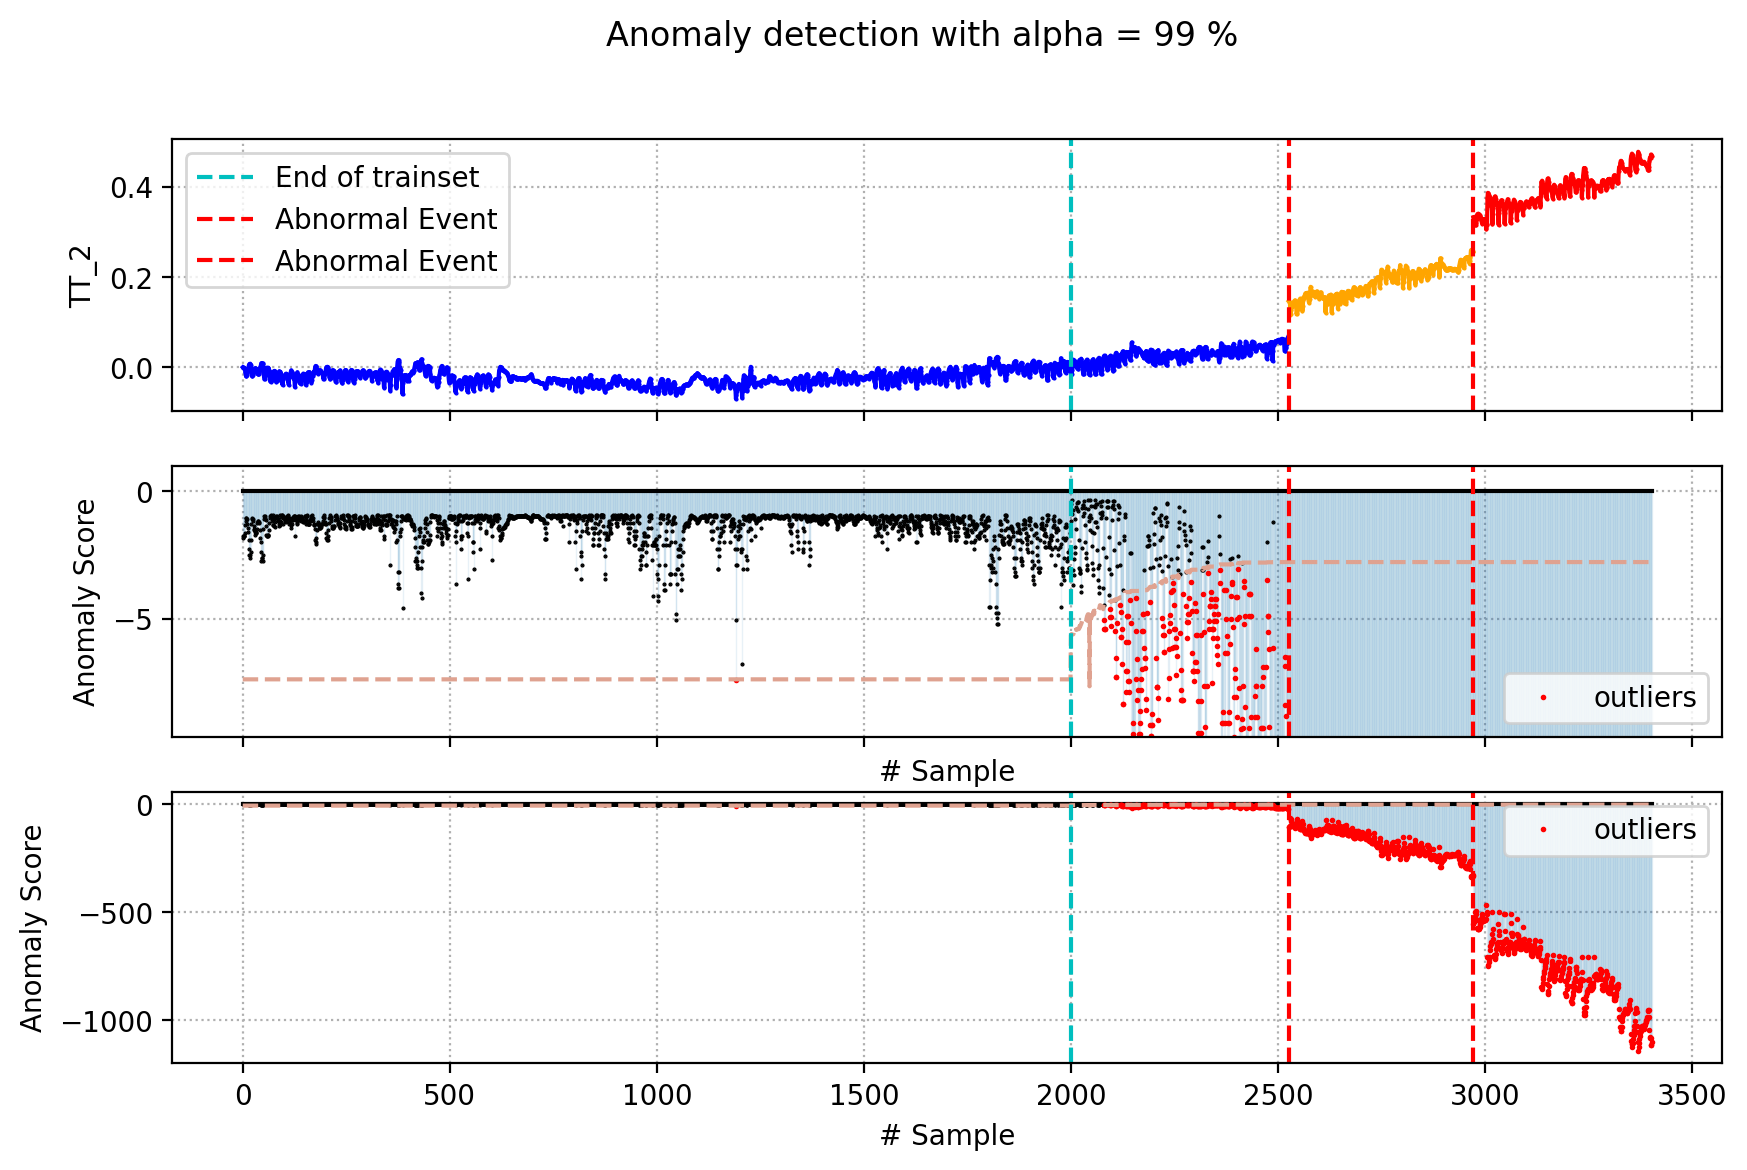 Anomaly detection with alpha = 99 %
End of trainset
Abnormal Event
Abnormal Event
TT_2
0.4
0.2
0.0
Anomaly Score
0
−5
outliers
# Sample
Anomaly Score
0
−500
−1000
outliers
0 500 1000 1500 2000 2500 3000 3500
# Sample